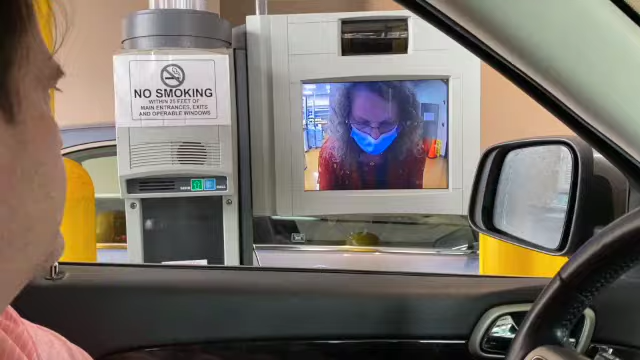 NO SMOKING
WITHIN 25 FEET OF
MAIN ENTRANCES, EXITS
AND OPERABLE WINDOWS